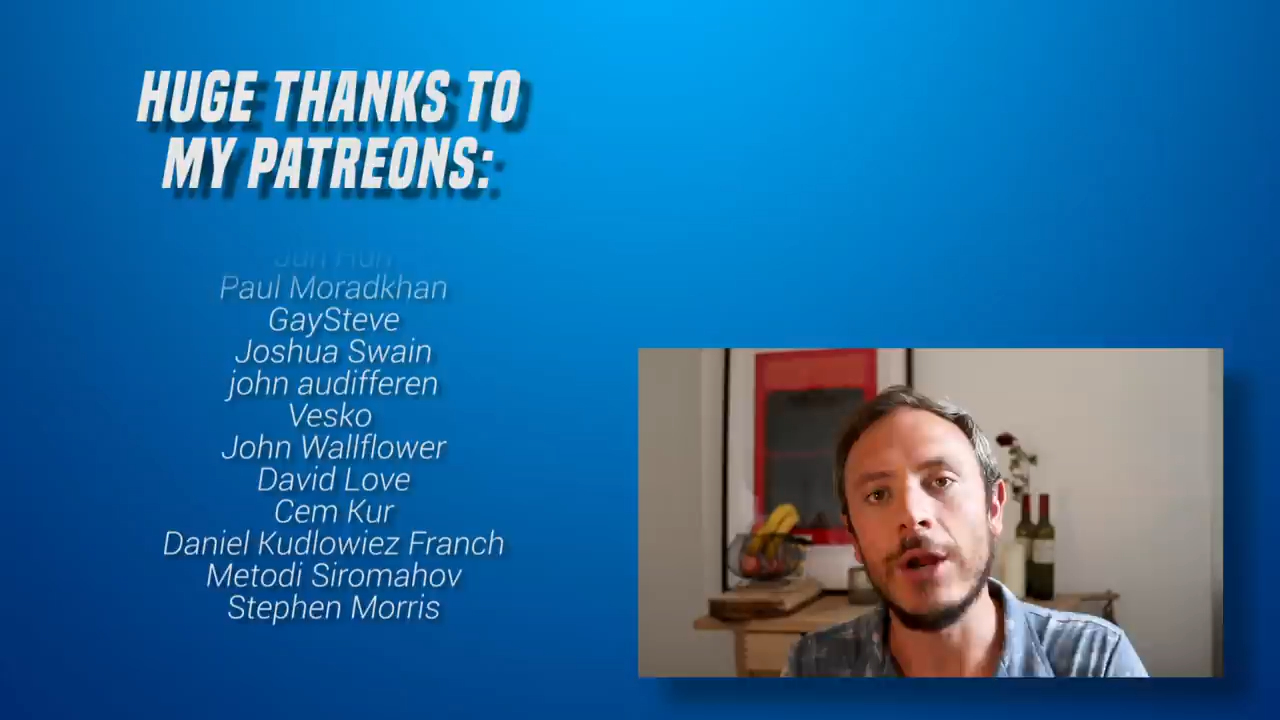 HUGE THANKS TO
MY PATREONS:
Paul Moradkhan
GaySteve
Joshua Swain
john audifferen
Vesko
John Wallflower
David Love
Cem Kur
Daniel Kudlowiez Franch
Metodi Siromahov
Stephen Morris